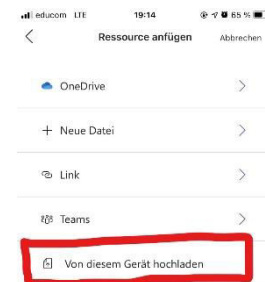 educom LTE 19:14 65 %
Ressource anfügen Abbrechen
OneDrive
Neue Datei
Link
Teams
Von diesem Gerät hochladen